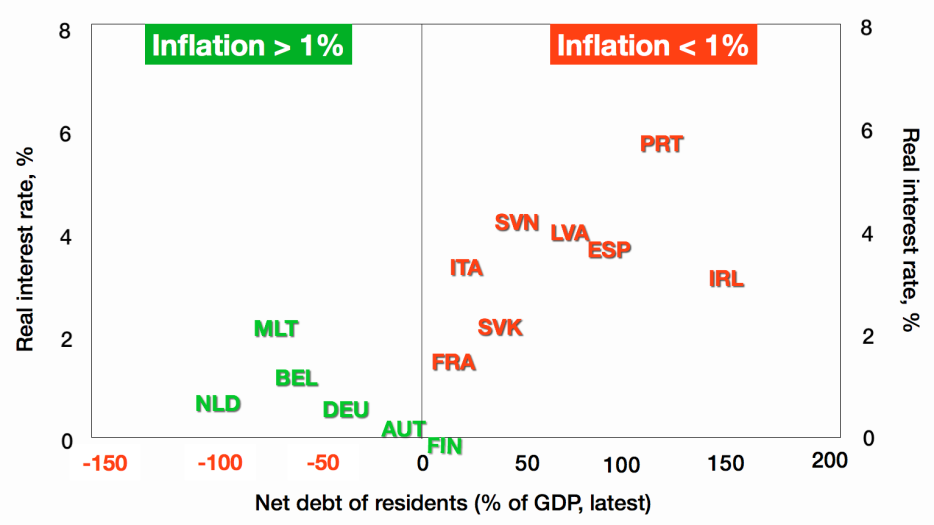 8
Inflation > 1%
Inflation < 1%
8
6
PRT
6
Real interest rate, %
Real interest rate, %
SVN
LVA
4
4
ESP
ITA
IRL
MLT
SVK
2
2
FRA
BEL
NLD
DEU
AUT
FIN
0
0
-150
-100
-50
0
50
100
150
200
Net debt of residents (% of GDP, latest)